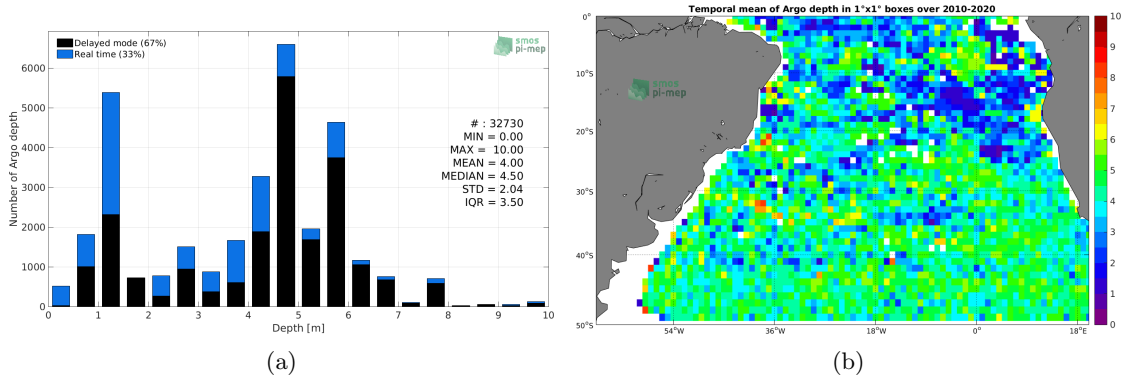 Delayed mode (67%)
Real time (33%)
smos
pi-mep
# : 32730
MIN = 0.00
MAX = 10.00
MEAN = 4.00
MEDIAN = 4.50
STD = 2.04
IQR = 3.50
Number of Argo depth
6000
5000
4000
3000
2000
1000
0
0 1 2 3 4 5 6 7 8 9 10
Depth [m]
(a)
Temporal mean of Argo depth in 1°x1° boxes over 2010-2020
smos
pi-mep
0°
10°S
20°S
30°S
40°S
50°S
54°W 36°W 18°W 0° 18°E
10
9
8
7
6
5
4
3
2
1
0
(b)